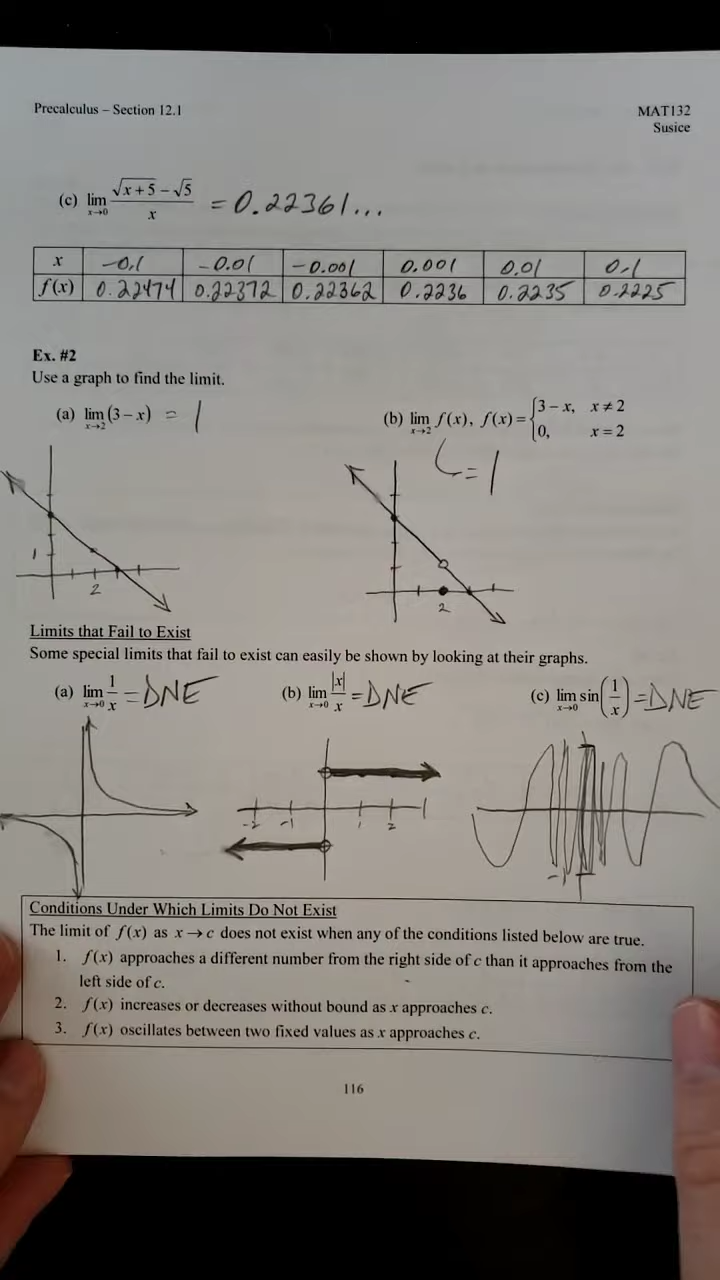 Precalculus – Section 12.1 MAT132
Susice
(c) lim x→0 (√(x+5) − √5)/x = 0.22361...
x -0.1 -0.01 -0.001 0.001 0.01 0.1
f(x) 0.22474 0.22372 0.22362 0.2236 0.2235 0.2225
Ex. #2
Use a graph to find the limit.
(a) lim x→2 (3 − x) = 1
(b) lim x→2 f(x), f(x) = {3 − x, x ≠ 2
0, x = 2
= 1
1
2
2
Limits that Fail to Exist
Some special limits that fail to exist can easily be shown by looking at their graphs.
(a) lim x→0 1/x = DNE (b) lim x→0 |x|/x = DNE (c) lim x→0 sin(1/x) = DNE
-2 -1 1 2
Conditions Under Which Limits Do Not Exist
The limit of f(x) as x → c does not exist when any of the conditions listed below are true.
1. f(x) approaches a different number from the right side of c than it approaches from the
left side of c.
2. f(x) increases or decreases without bound as x approaches c.
3. f(x) oscillates between two fixed values as x approaches c.
116